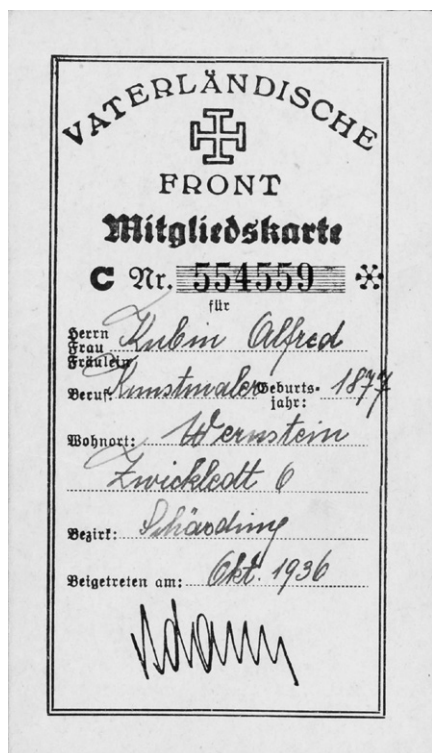 VATERLÄNDISCHE
FRONT
Mitgliedskarte
C Nr. 554559
für
Herrn
Frau Kubin Alfred
Fräulein
Beruf: Kunstmaler Geburts-
jahr: 1877
Wohnort: Wernstein
Zwickledt 6
Bezirk: Schärding
Beigetreten am: Okt. 1936